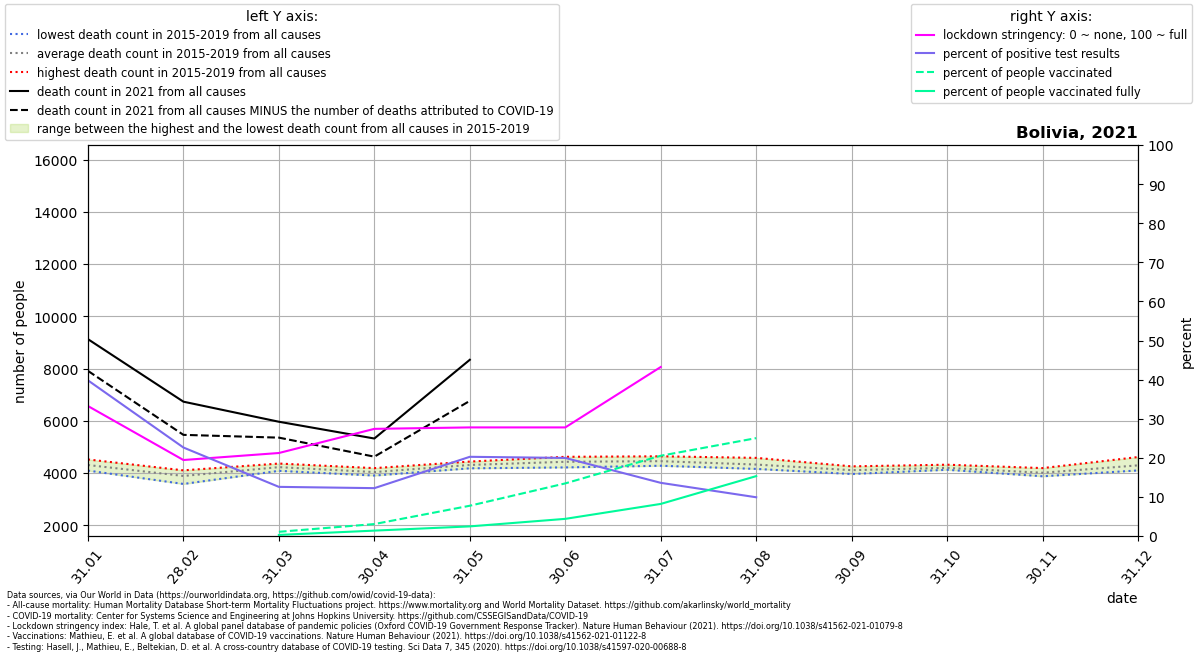 left Y axis:
lowest death count in 2015-2019 from all causes
average death count in 2015-2019 from all causes
highest death count in 2015-2019 from all causes
death count in 2021 from all causes
death count in 2021 from all causes MINUS the number of deaths attributed to COVID-19
range between the highest and the lowest death count from all causes in 2015-2019
right Y axis:
lockdown stringency: 0 ~ none, 100 ~ full
percent of positive test results
percent of people vaccinated
percent of people vaccinated fully
Bolivia, 2021
number of people
16000
14000
12000
10000
8000
6000
4000
2000
100
90
80
70
60
50
40
30
20
10
0
percent
31.01
28.02
31.03
30.04
31.05
30.06
31.07
31.08
30.09
31.10
30.11
31.12
date
Data sources, via Our World in Data (https://ourworldindata.org, https://github.com/owid/covid-19-data):
- All-cause mortality: Human Mortality Database Short-term Mortality Fluctuations project. https://www.mortality.org and World Mortality Dataset. https://github.com/akarlinsky/world_mortality
- COVID-19 mortality: Center for Systems Science and Engineering at Johns Hopkins University. https://github.com/CSSEGISandData/COVID-19
- Lockdown stringency index: Hale, T. et al. A global panel database of pandemic policies (Oxford COVID-19 Government Response Tracker). Nature Human Behaviour (2021). https://doi.org/10.1038/s41562-021-01079-8
- Vaccinations: Mathieu, E. et al. A global database of COVID-19 vaccinations. Nature Human Behaviour (2021). https://doi.org/10.1038/s41562-021-01122-8
- Testing: Hasell, J., Mathieu, E., Beltekian, D. et al. A cross-country database of COVID-19 testing. Sci Data 7, 345 (2020). https://doi.org/10.1038/s41597-020-00688-8